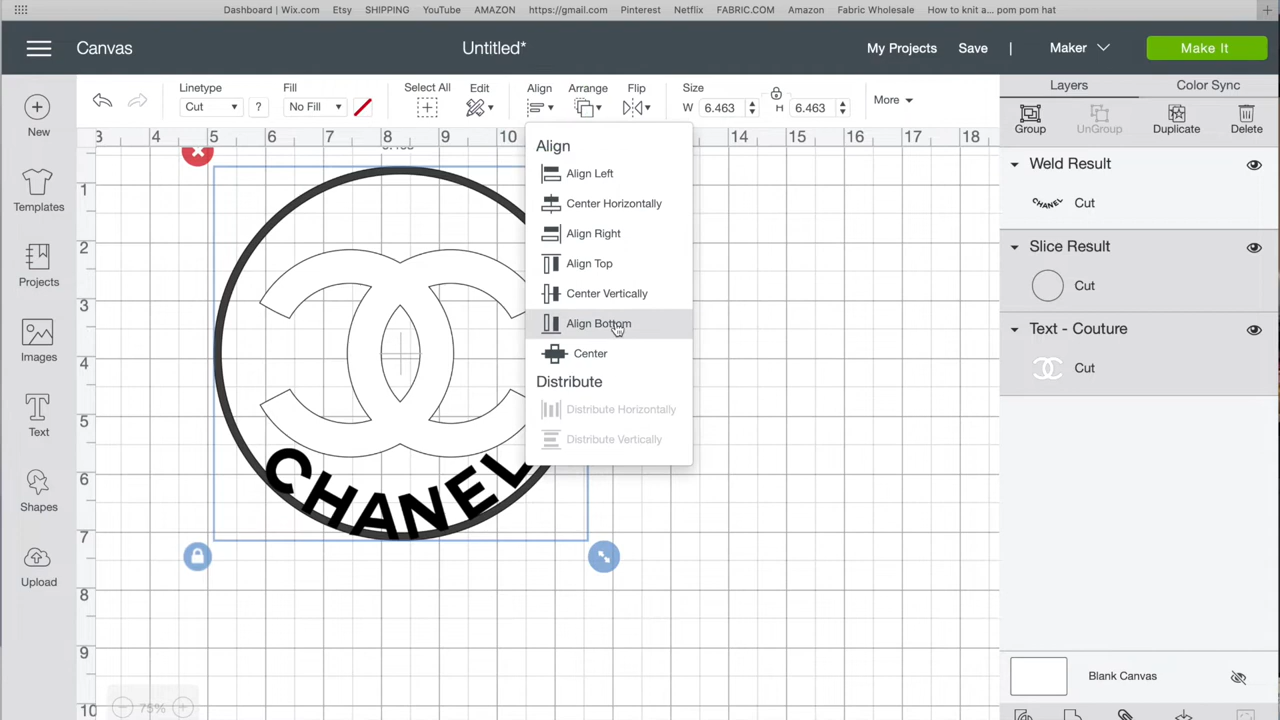 Dashboard | Wix.com Etsy SHIPPING YouTube AMAZON https://gmail.com Pinterest Netflix FABRIC.COM Amazon Fabric Wholesale How to knit a... pom pom hat +
Canvas Untitled* My Projects Save | Maker Make It
Linetype Fill Select All Edit Align Arrange Flip Size
Cut ? No Fill W 6.463 H 6.463 More
Layers Color Sync
Group UnGroup Duplicate Delete
3 4 5 6 7 8 9 10 14 15 16 17 18
1
2
3
4
5
6
7
8
9
10
New
Templates
Projects
Images
Text
Shapes
Upload
Align
Align Left
Center Horizontally
Align Right
Align Top
Center Vertically
Align Bottom
Center
Distribute
Distribute Horizontally
Distribute Vertically
CHANEL
75%
Weld Result
CHANEL Cut
Slice Result
Cut
Text - Couture
Cut
Blank Canvas